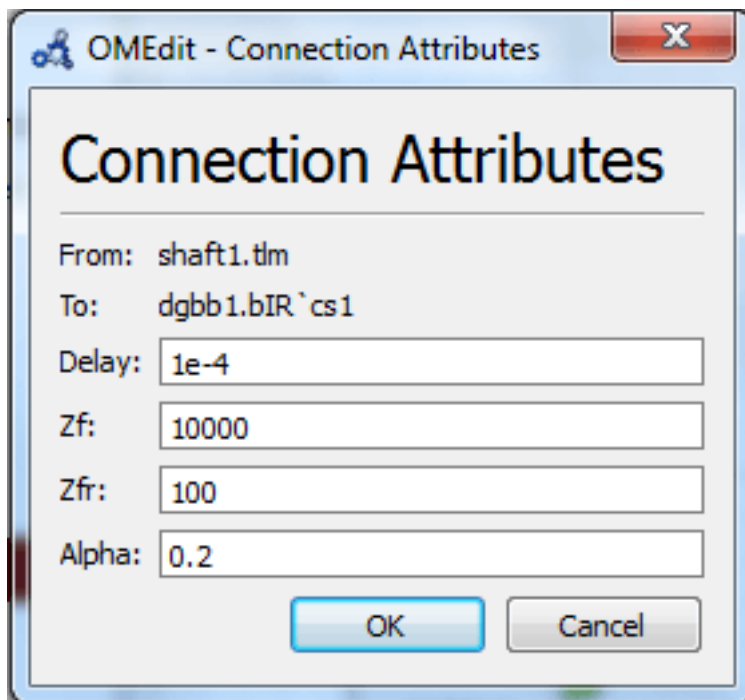 OMEdit - Connection Attributes
Connection Attributes
From: shaft1.tlm
To: dgbb1.bIR`cs1
Delay: 1e-4
Zf: 10000
Zfr: 100
Alpha: 0.2
OK Cancel